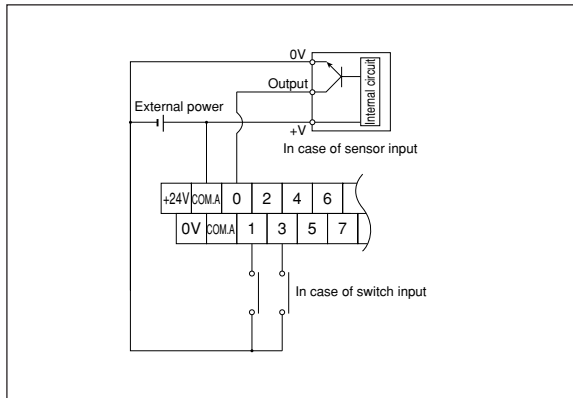 0V
Output
Internal circuit
External power
+V
In case of sensor input
+24V COM.A 0 2 4 6
0V COM.A 1 3 5 7
In case of switch input